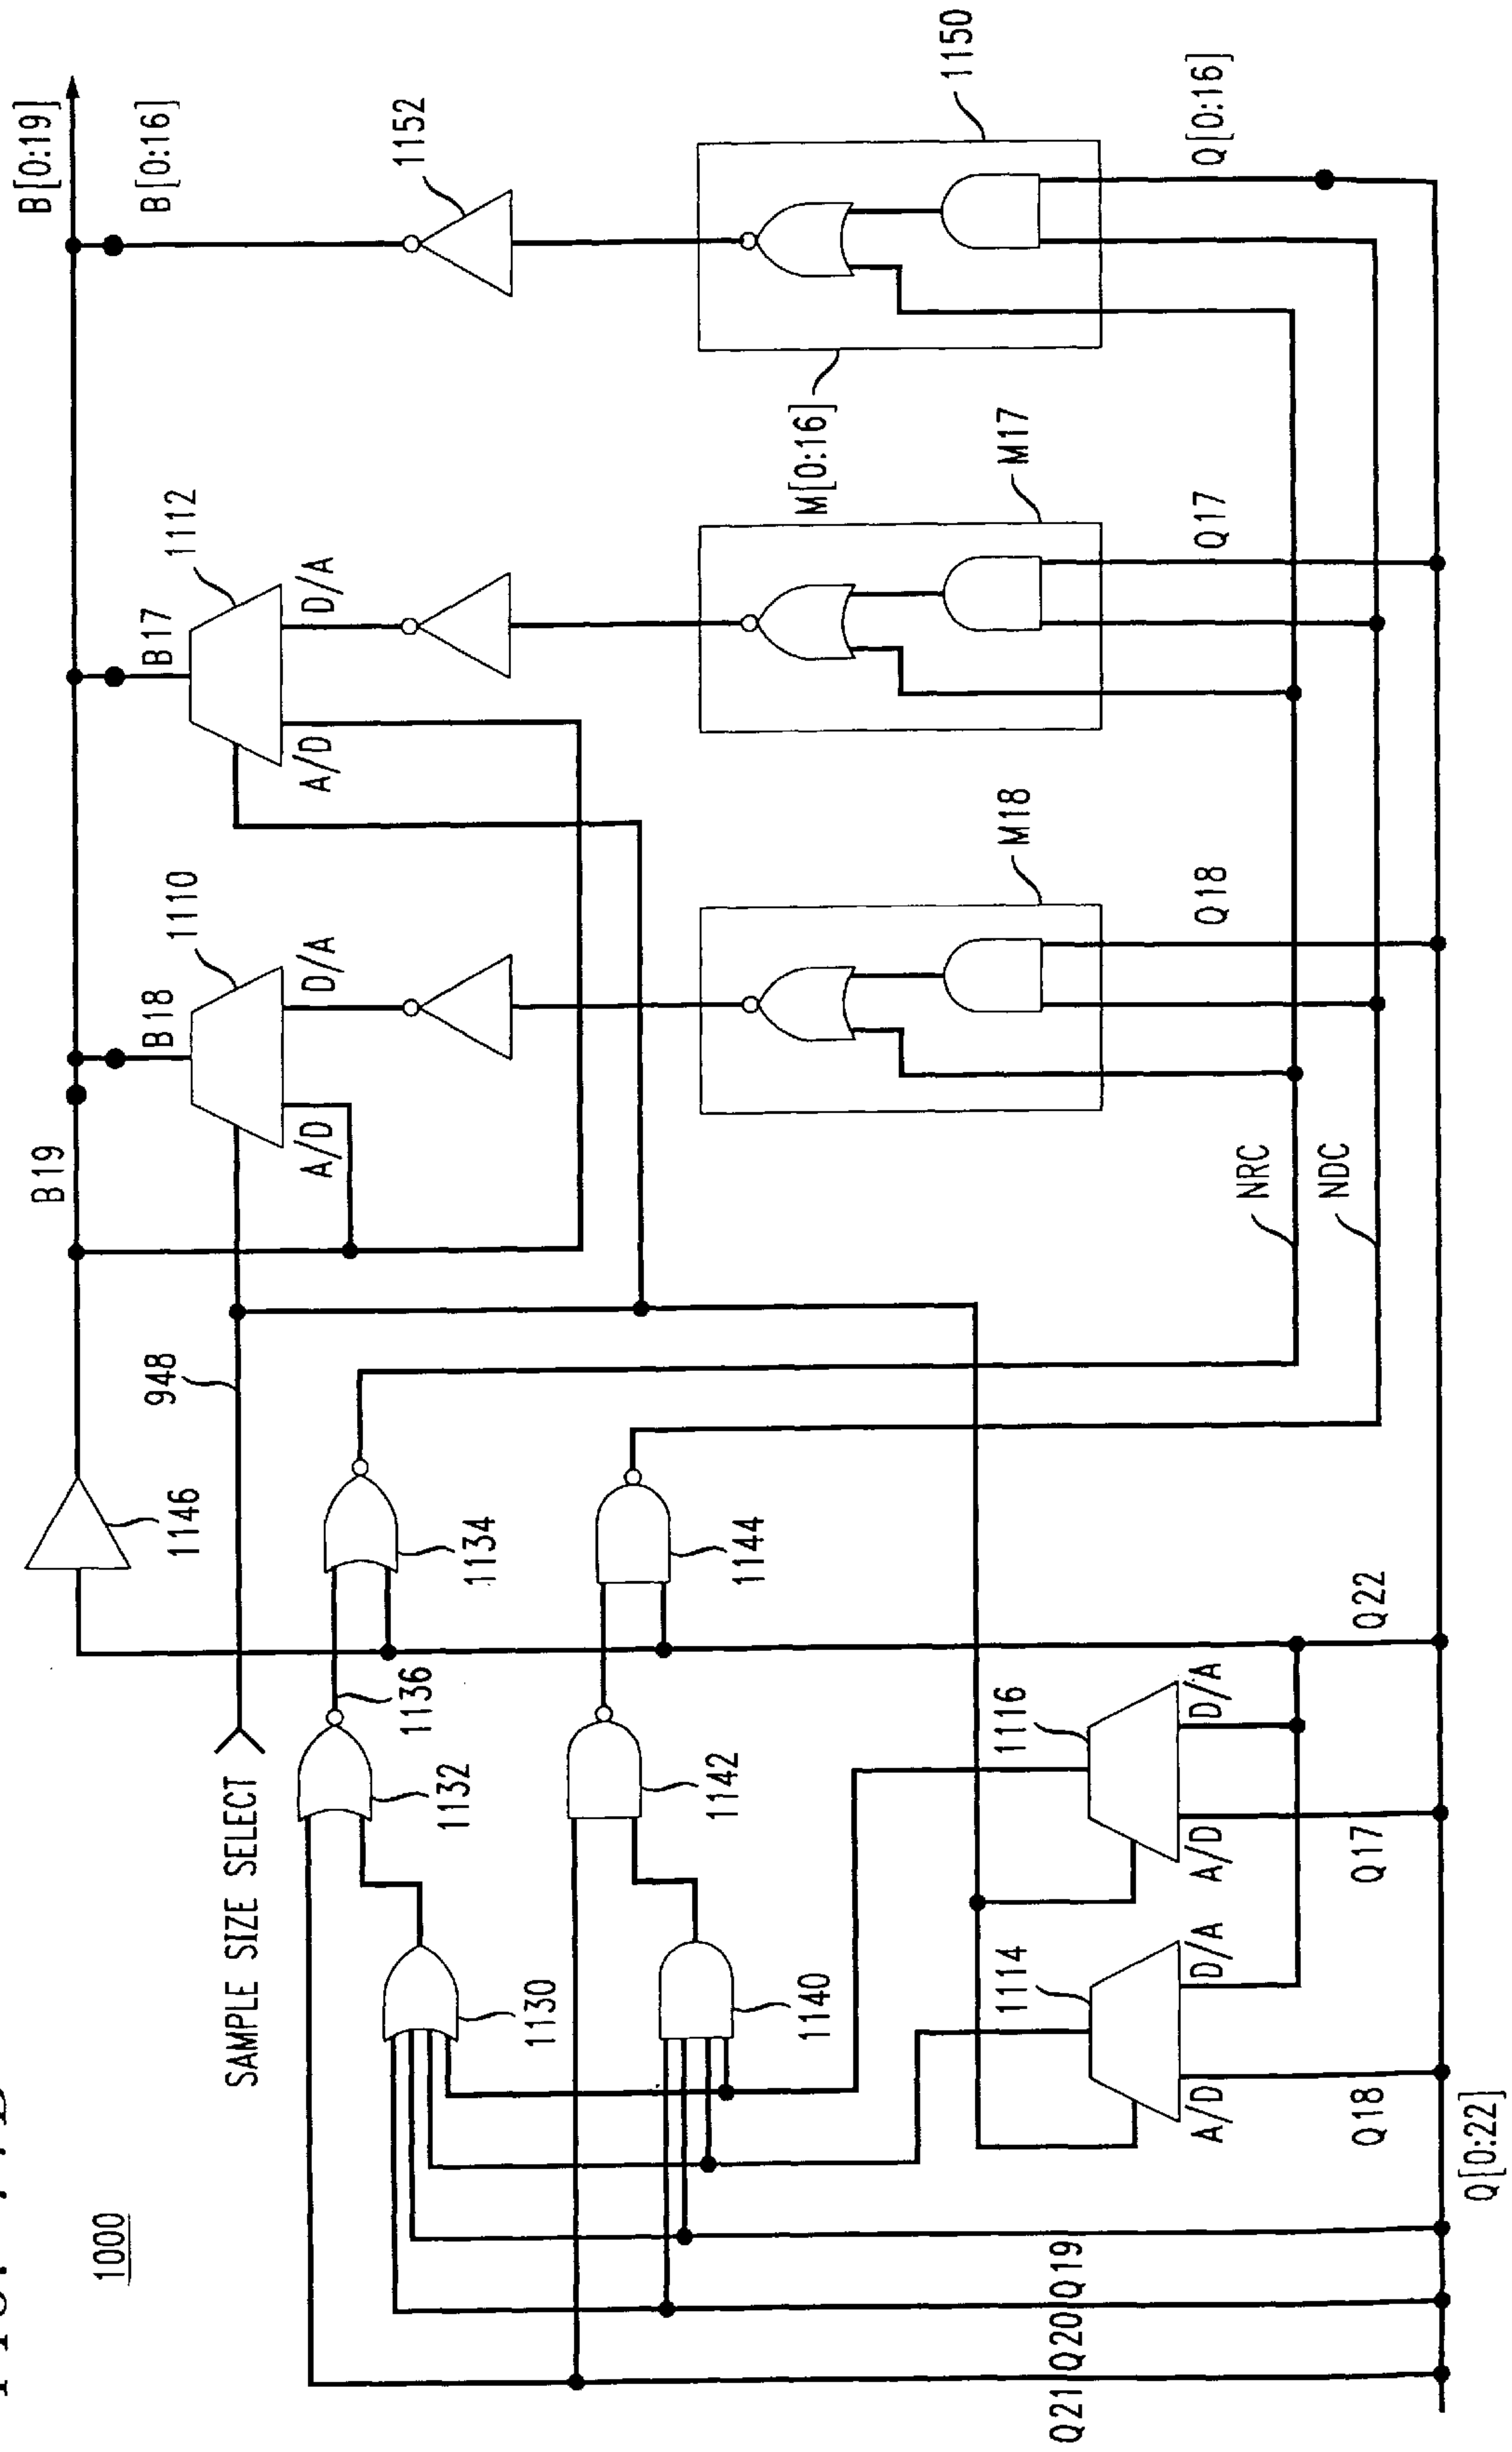 1000
SAMPLE SIZE SELECT
948
1146
B19
B[0:19]
B18
1110
A/D
D/A
B17
1112
A/D
D/A
B[0:16]
1152
1132
1136
1134
1130
1142
1144
1140
M18
M17
M[0:16]
1150
1114
A/D
D/A
1116
A/D
D/A
NRC
NDC
Q21
Q20
Q19
Q18
Q17
Q22
Q18
Q17
Q[0:16]
Q[0:22]